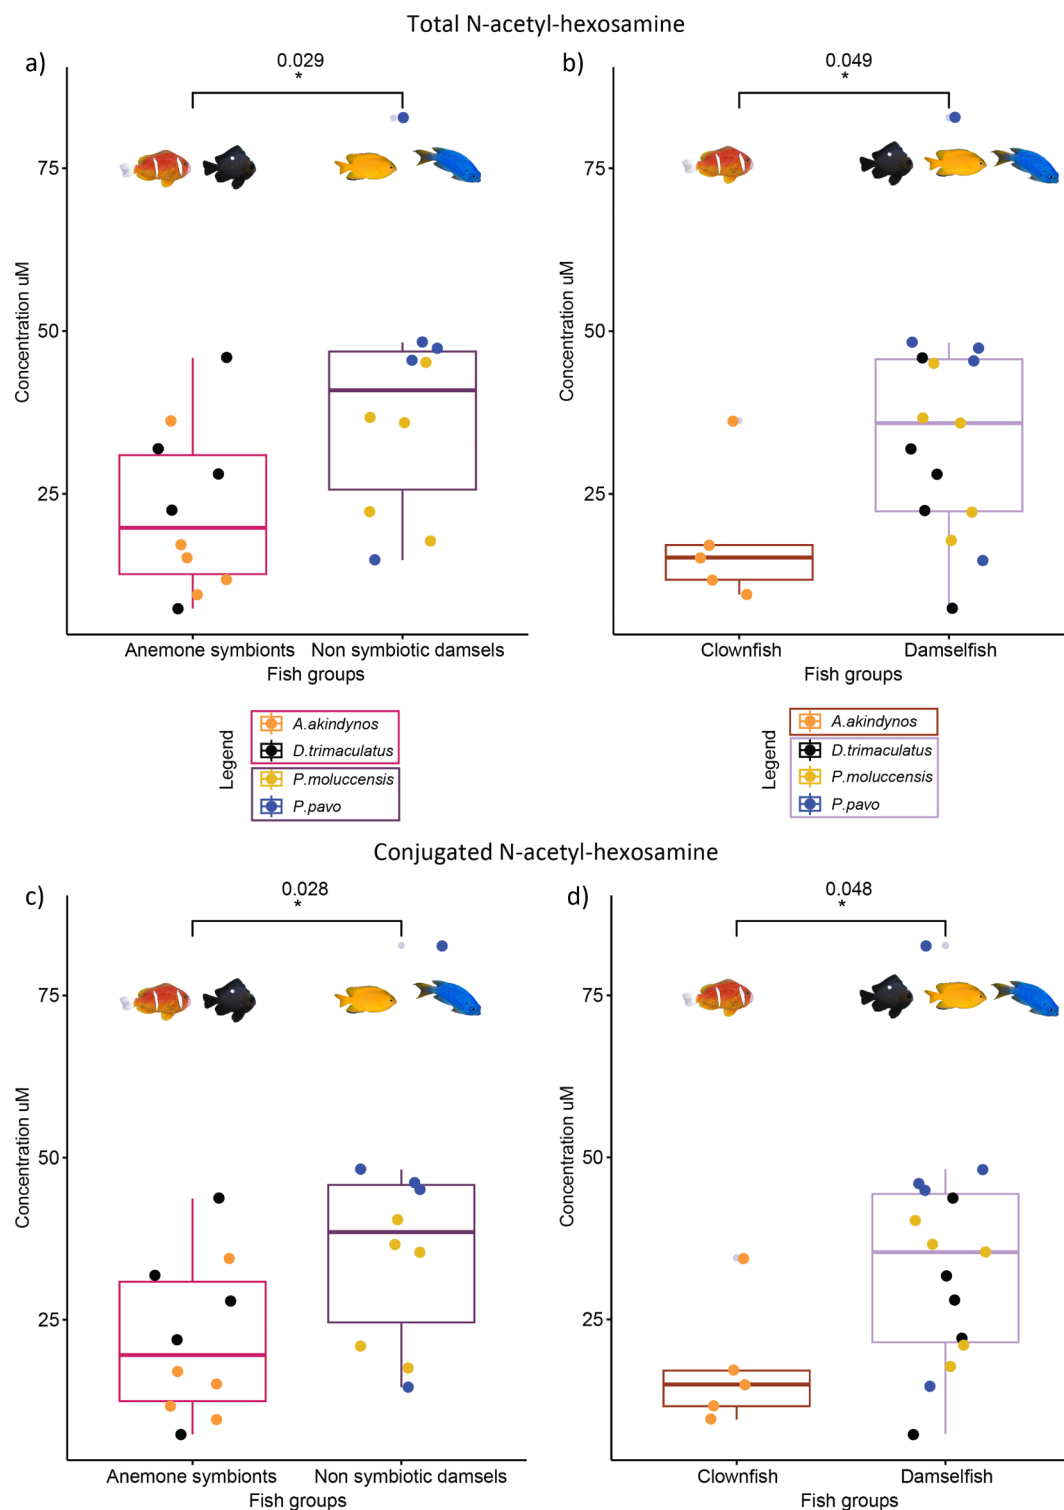 Total N-acetyl-hexosamine
a)
0.029
*
75
50
25
Concentration uM
Anemone symbionts
Non symbiotic damsels
Fish groups
b)
0.049
*
75
50
25
Concentration uM
Clownfish
Damselfish
Fish groups
Legend
A.akindynos
D.trimaculatus
P.moluccensis
P.pavo
Legend
A.akindynos
D.trimaculatus
P.moluccensis
P.pavo
Conjugated N-acetyl-hexosamine
c)
0.028
*
75
50
25
Concentration uM
Anemone symbionts
Non symbiotic damsels
Fish groups
d)
0.048
*
75
50
25
Concentration uM
Clownfish
Damselfish
Fish groups